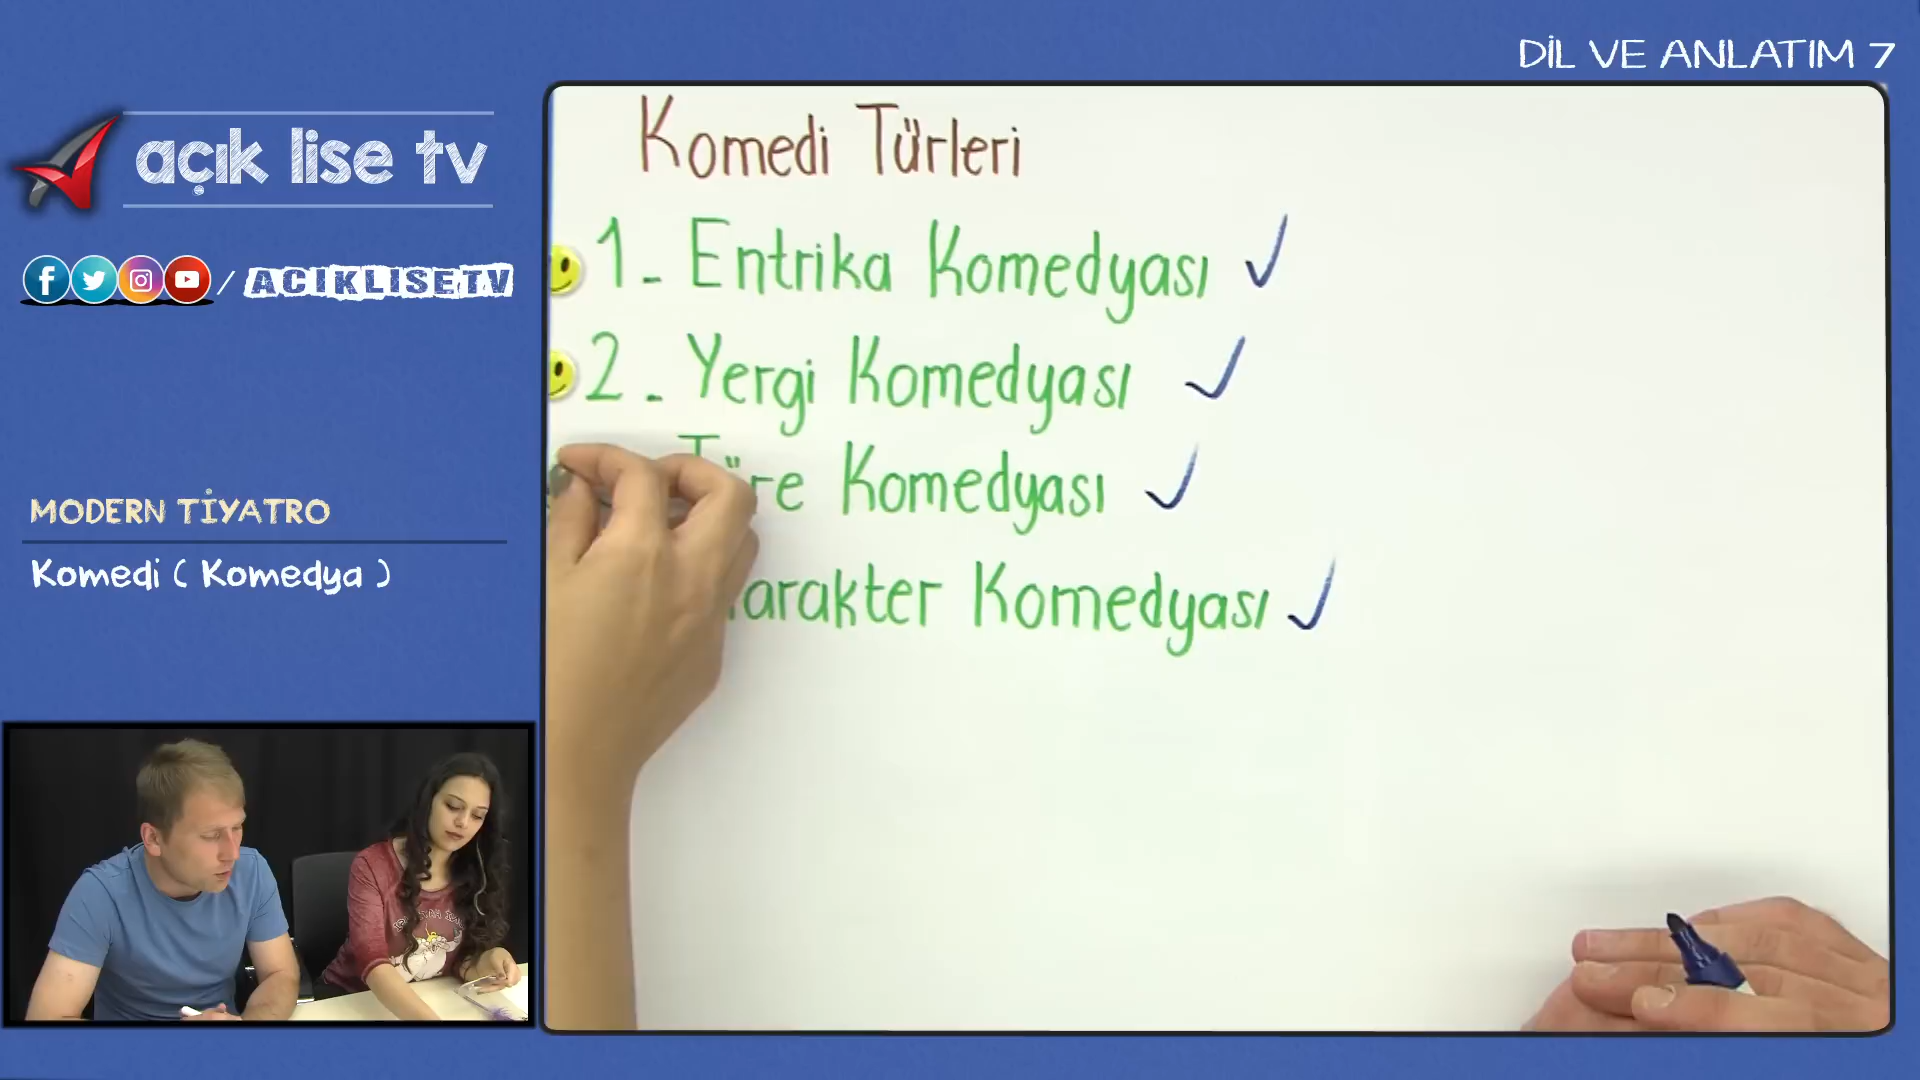 DİL VE ANLATIM 7
açık lise tv
/ ACIKLISETV
MODERN TİYATRO
Komedi ( Komedya )
Komedi Türleri
1- Entrika Komedyası ✓
2- Yergi Komedyası ✓
Komedyası ✓
Komedyası ✓